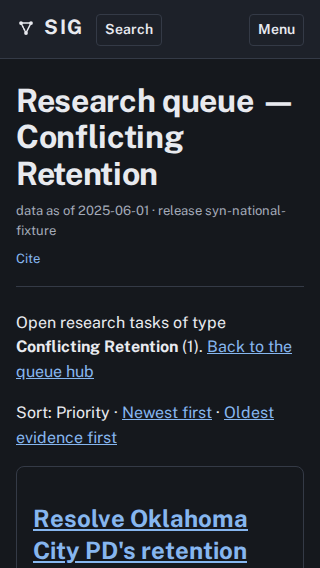 SIG Search Menu
Research queue —
Conflicting
Retention
data as of 2025-06-01 · release syn-national-
fixture
Cite
Open research tasks of type
Conflicting Retention (1). Back to the
queue hub
Sort: Priority · Newest first · Oldest
evidence first
Resolve Oklahoma
City PD's retention